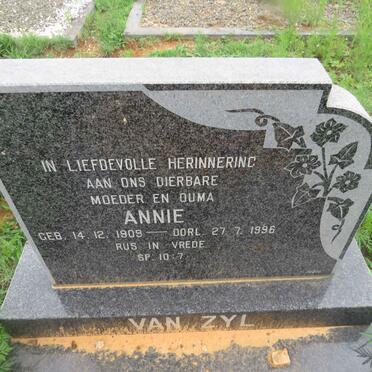 IN LIEFDEVOLLE HERINNERING
AAN ONS DIERBARE
MOEDER EN OUMA
ANNIE
GEB. 14. 12. 1909 — OORL. 27. 7. 1996
RUS IN VREDE
SP. 10:7
VAN ZYL